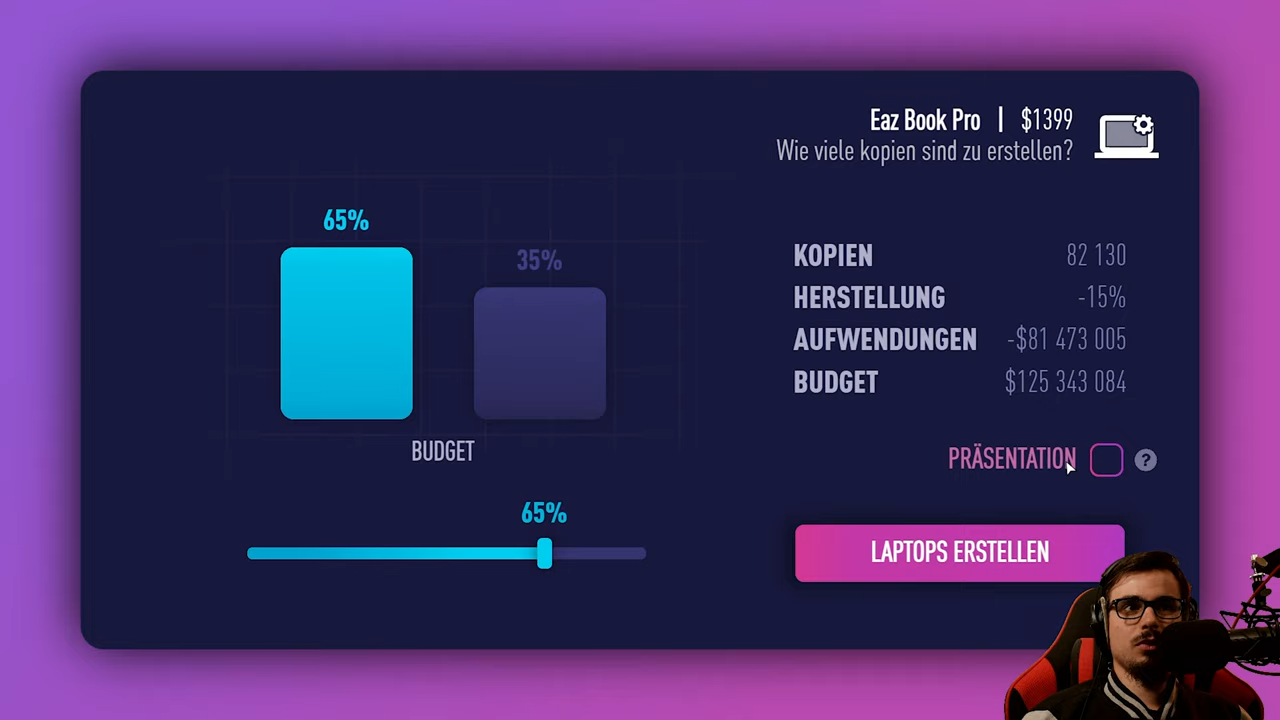 Eaz Book Pro | $1399
Wie viele kopien sind zu erstellen?
65%
35%
BUDGET
65%
KOPIEN 82 130
HERSTELLUNG -15%
AUFWENDUNGEN -$81 473 005
BUDGET $125 343 084
PRÄSENTATION ?
LAPTOPS ERSTELLEN